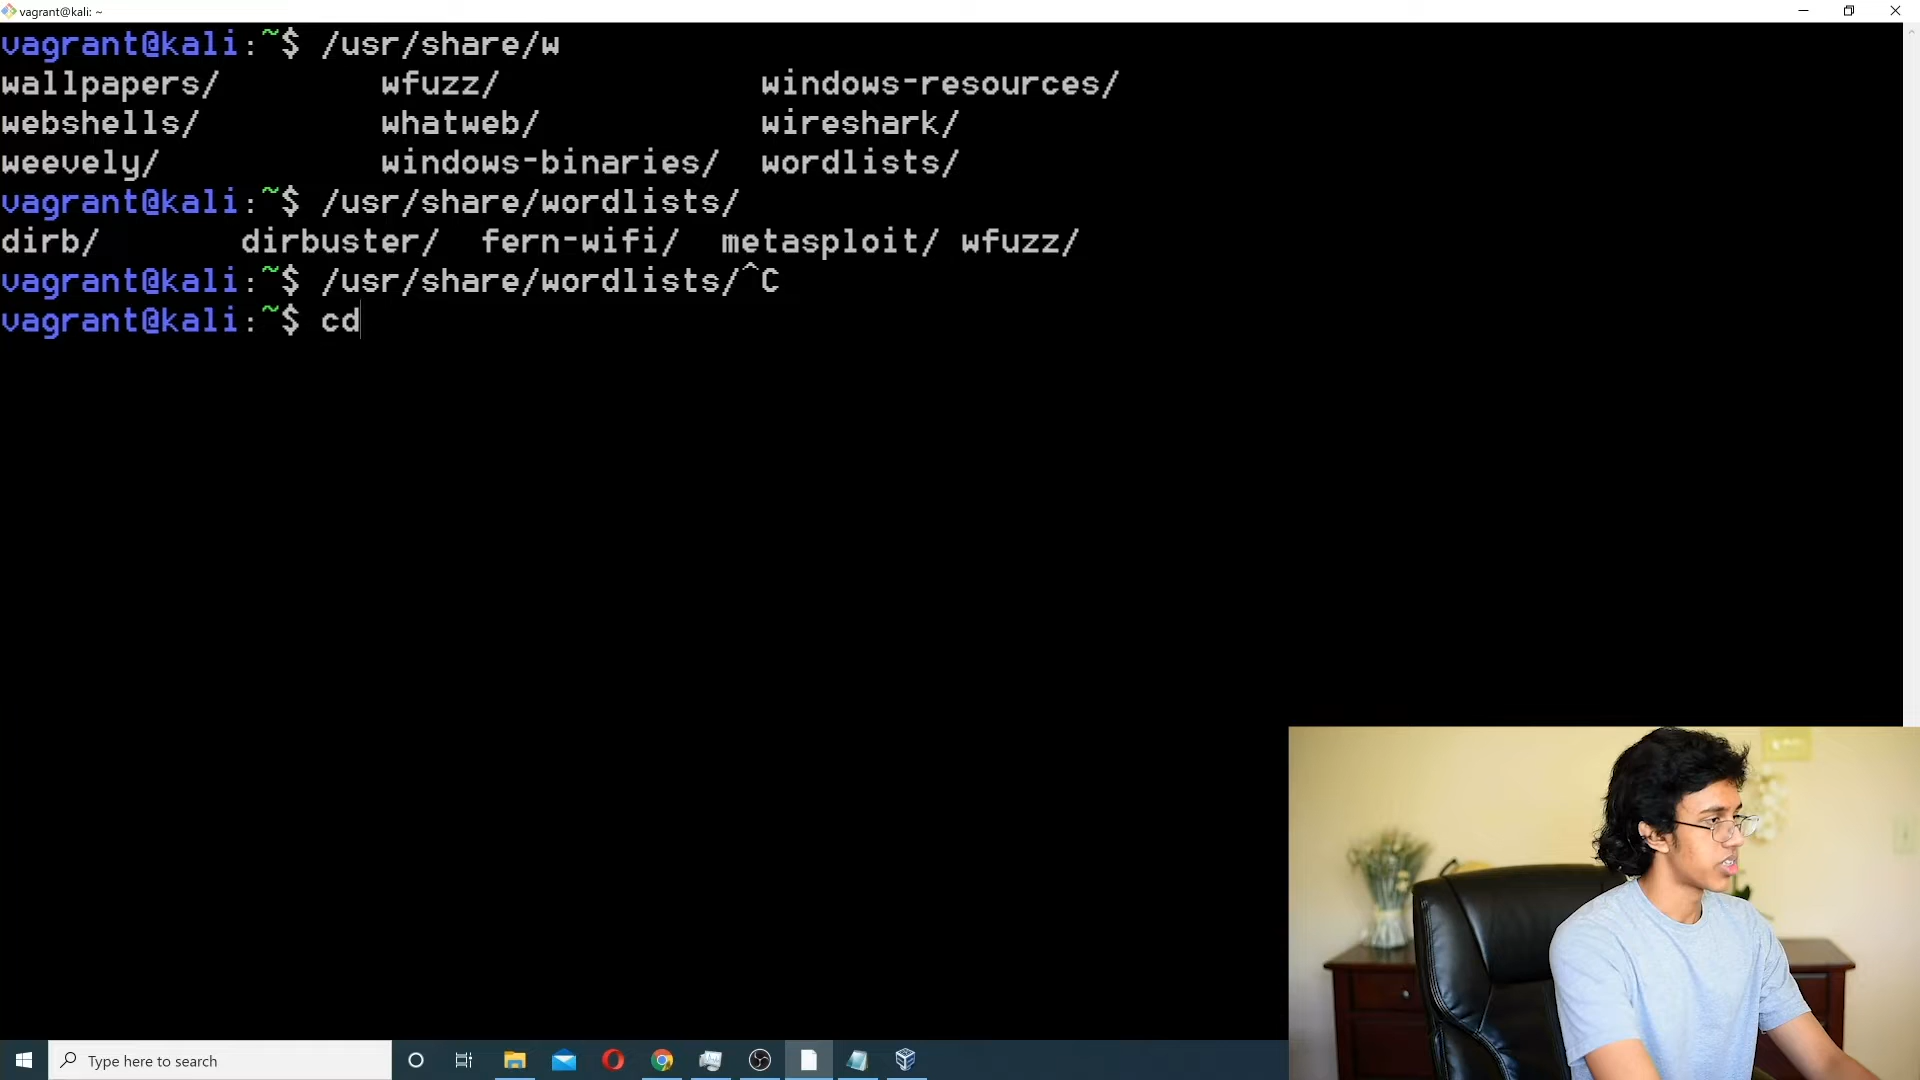 vagrant@kali: ~
vagrant@kali:~$ /usr/share/w
wallpapers/ wfuzz/ windows-resources/
webshells/ whatweb/ wireshark/
weevely/ windows-binaries/ wordlists/
vagrant@kali:~$ /usr/share/wordlists/
dirb/ dirbuster/ fern-wifi/ metasploit/ wfuzz/
vagrant@kali:~$ /usr/share/wordlists/^C
vagrant@kali:~$ cd
Type here to search